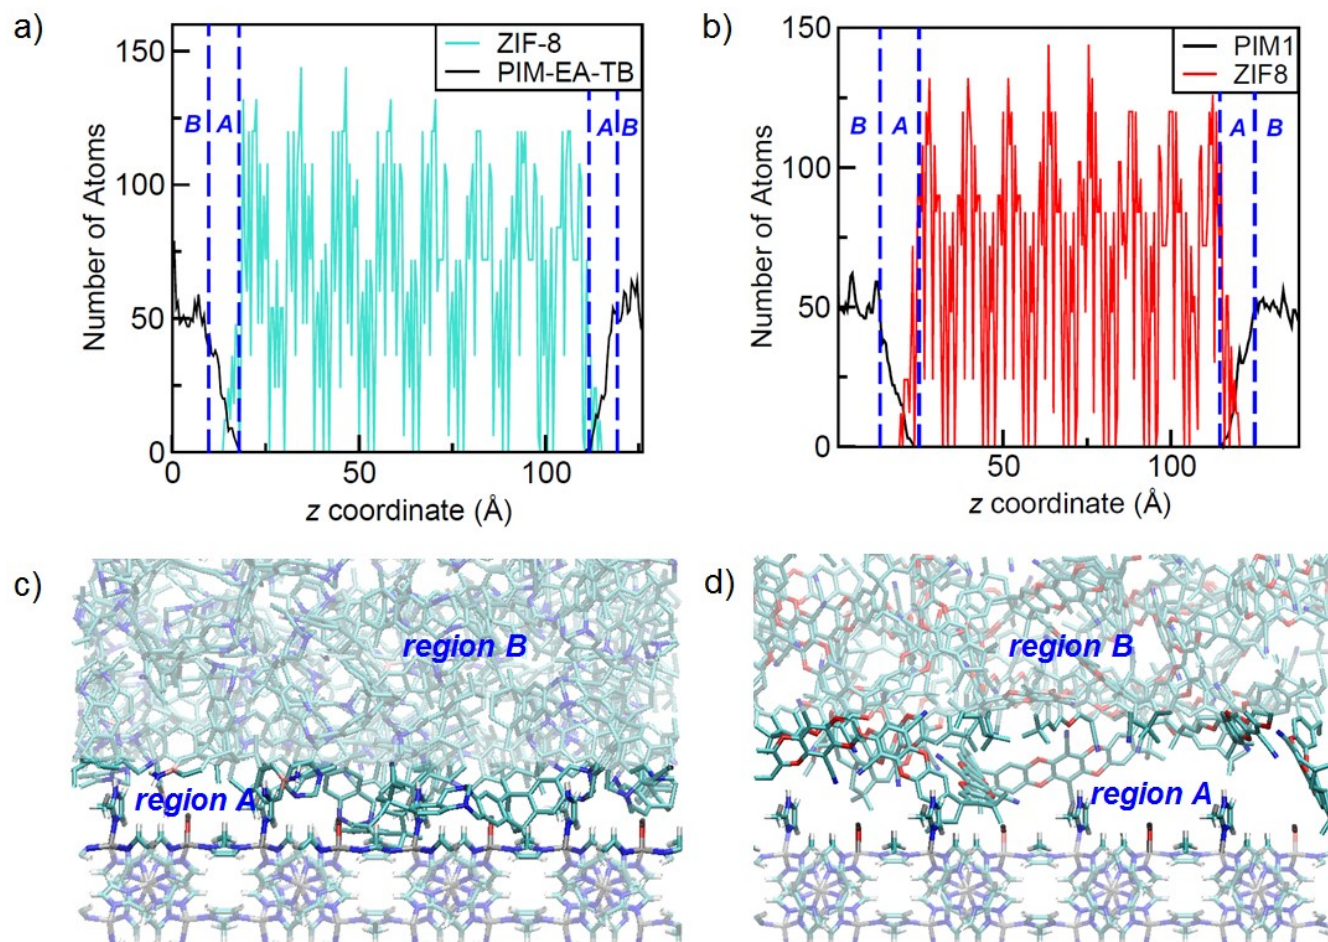 a)
150
100
50
0
Number of Atoms
ZIF-8
PIM-EA-TB
B
A
A
B
0
50
100
z coordinate (Å)
b)
150
100
50
0
Number of Atoms
PIM1
ZIF8
B
A
A
B
50
100
z coordinate (Å)
c)
region B
region A
d)
region B
region A